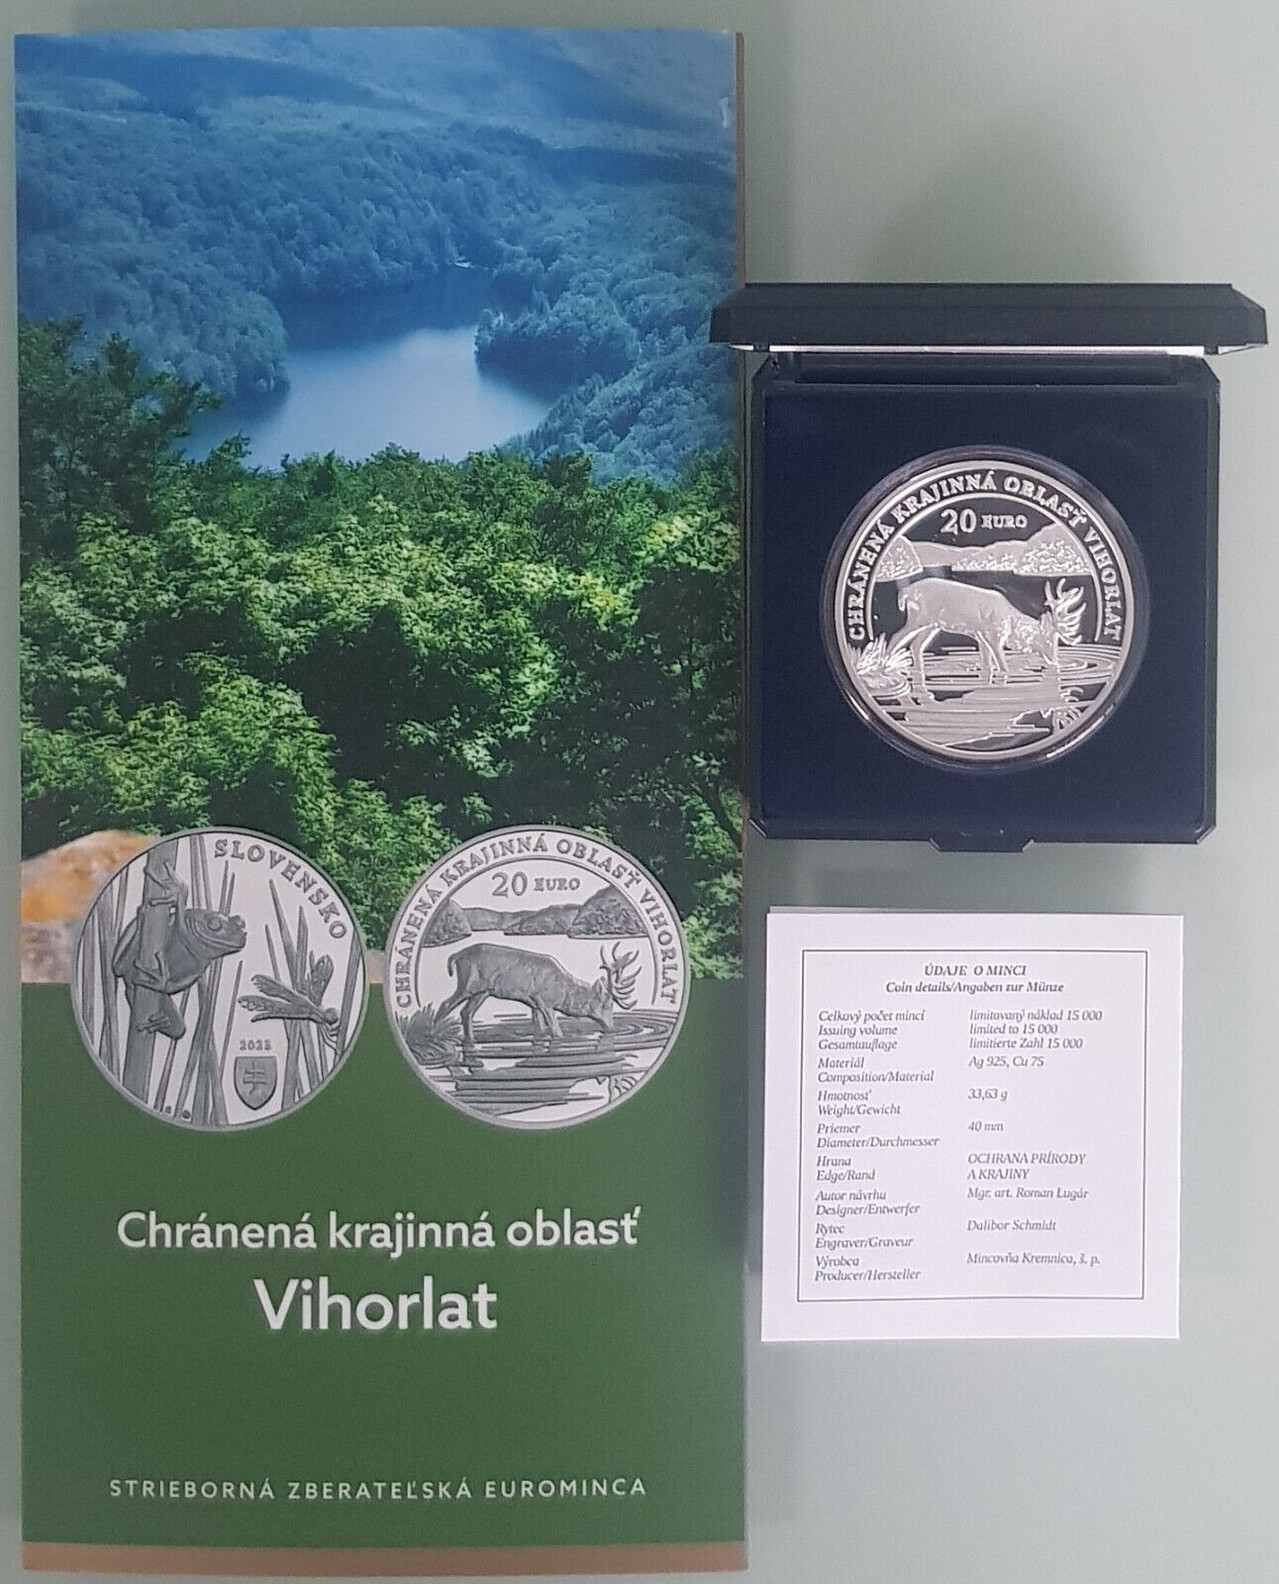 SLOVENSKO
2023
CHRÁNENÁ KRAJINNÁ OBLASŤ VIHORLAT
20 EURO
Chránená krajinná oblasť
Vihorlat
STRIEBORNÁ ZBERATEĽSKÁ EUROMINCA
CHRÁNENÁ KRAJINNÁ OBLASŤ VIHORLAT
20 EURO
ÚDAJE O MINCI
Coin details/Angaben zur Münze
Celkový počet mincí limitovaný náklad 15 000
Issuing volume limited to 15 000
Gesamtauflage limitierte Zahl 15 000
Materiál Ag 925, Cu 75
Composition/Material
Hmotnosť 33,63 g
Weight/Gewicht
Priemer 40 mm
Diameter/Durchmesser
Hrana OCHRANA PRÍRODY
Edge/Rand A KRAJINY
Autor návrhu Mgr. art. Roman Lugár
Designer/Entwerfer
Rytec Dalibor Schmidt
Engraver/Graveur
Výrobca Mincovňa Kremnica, š. p.
Producer/Hersteller